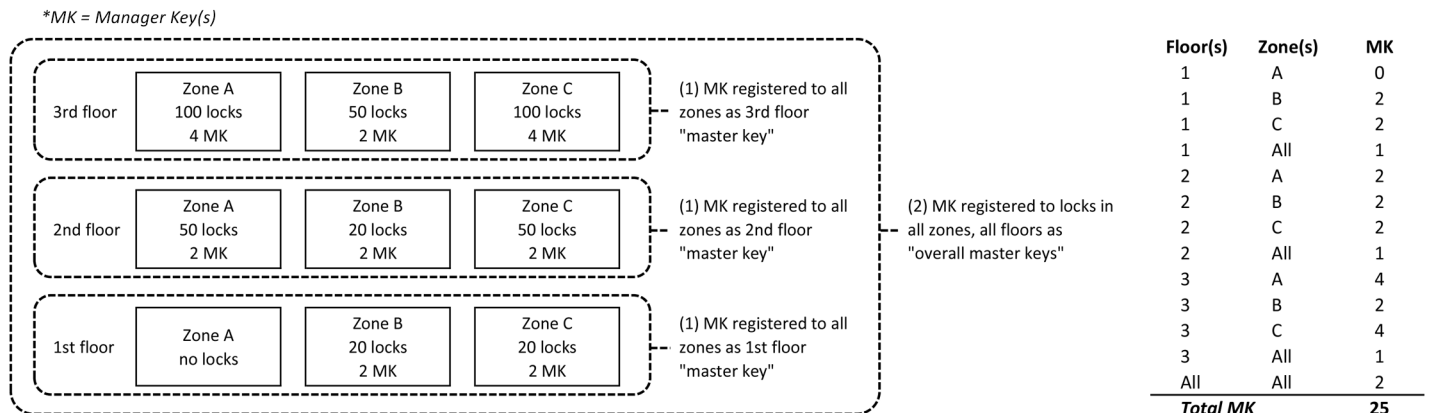 *MK = Manager Key(s)
3rd floor
Zone A
100 locks
4 MK
Zone B
50 locks
2 MK
Zone C
100 locks
4 MK
(1) MK registered to all
zones as 3rd floor
"master key"
2nd floor
Zone A
50 locks
2 MK
Zone B
20 locks
2 MK
Zone C
50 locks
2 MK
(1) MK registered to all
zones as 2nd floor
"master key"
1st floor
Zone A
no locks
Zone B
20 locks
2 MK
Zone C
20 locks
2 MK
(1) MK registered to all
zones as 1st floor
"master key"
(2) MK registered to locks in
all zones, all floors as
"overall master keys"
Floor(s) Zone(s) MK
1 A 0
1 B 2
1 C 2
1 All 1
2 A 2
2 B 2
2 C 2
2 All 1
3 A 4
3 B 2
3 C 4
3 All 1
All All 2
Total MK 25